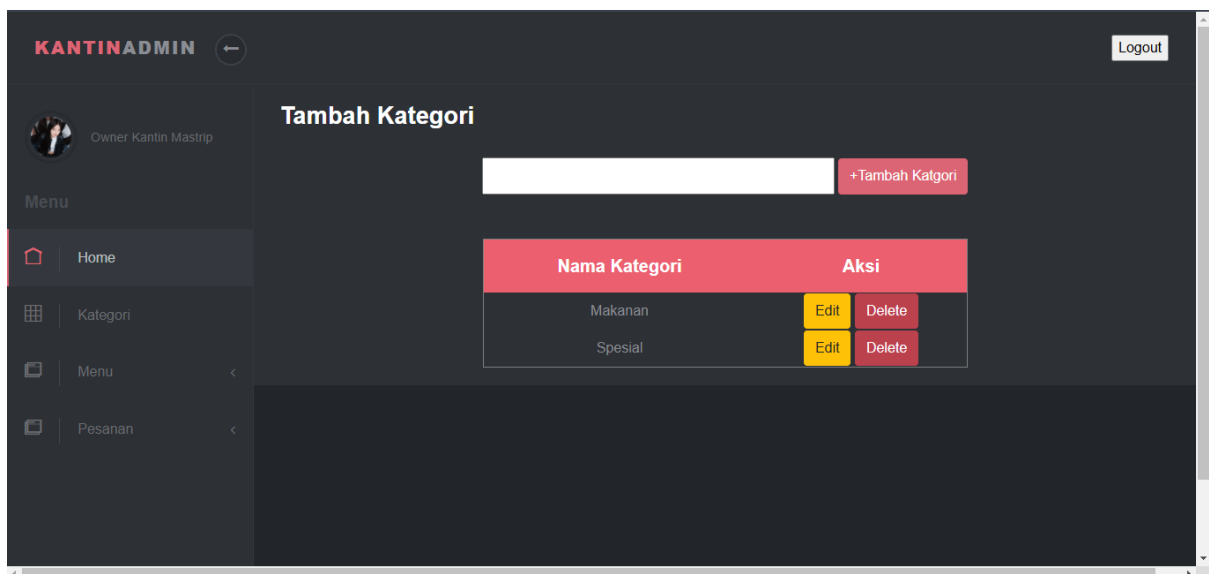 KANTINADMIN
Logout
Owner Kantin Mastrip
Menu
Home
Kategori
Menu
Pesanan
Tambah Kategori
+Tambah Katgori
Nama Kategori Aksi
Makanan Edit Delete
Spesial Edit Delete